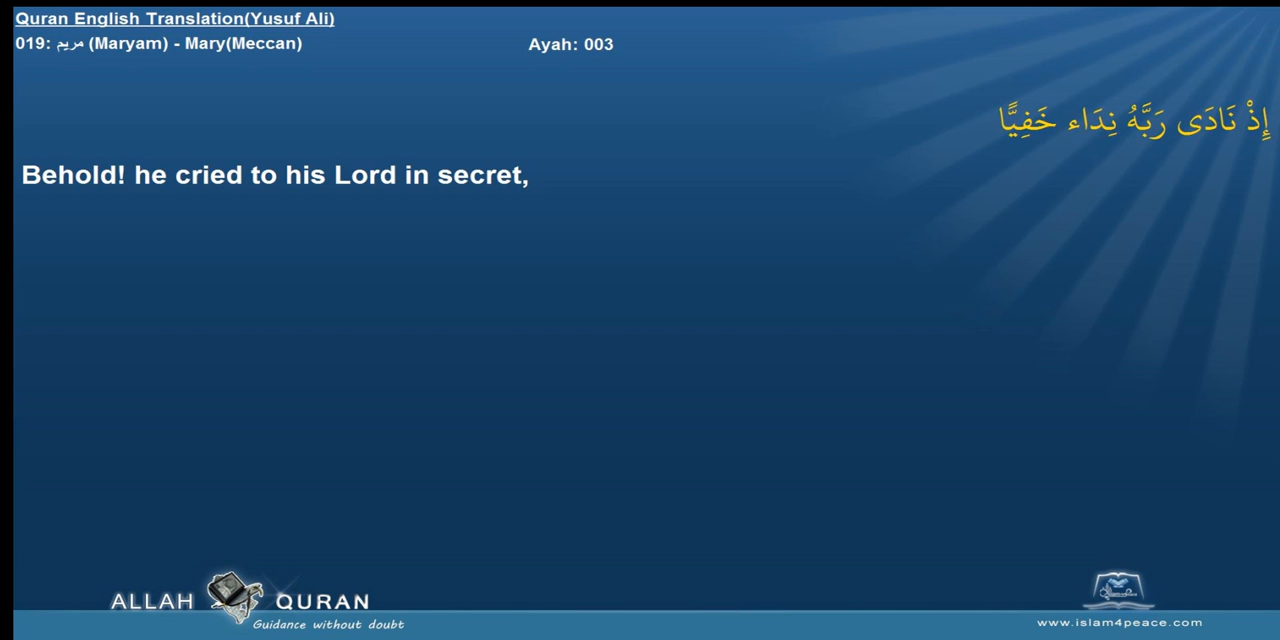 Quran English Translation(Yusuf Ali)
019: مريم (Maryam) - Mary(Meccan)
Ayah: 003
إِذْ نَادَى رَبَّهُ نِدَاء خَفِيًّا
Behold! he cried to his Lord in secret,
ALLAH QURAN
Guidance without doubt
www.islam4peace.com